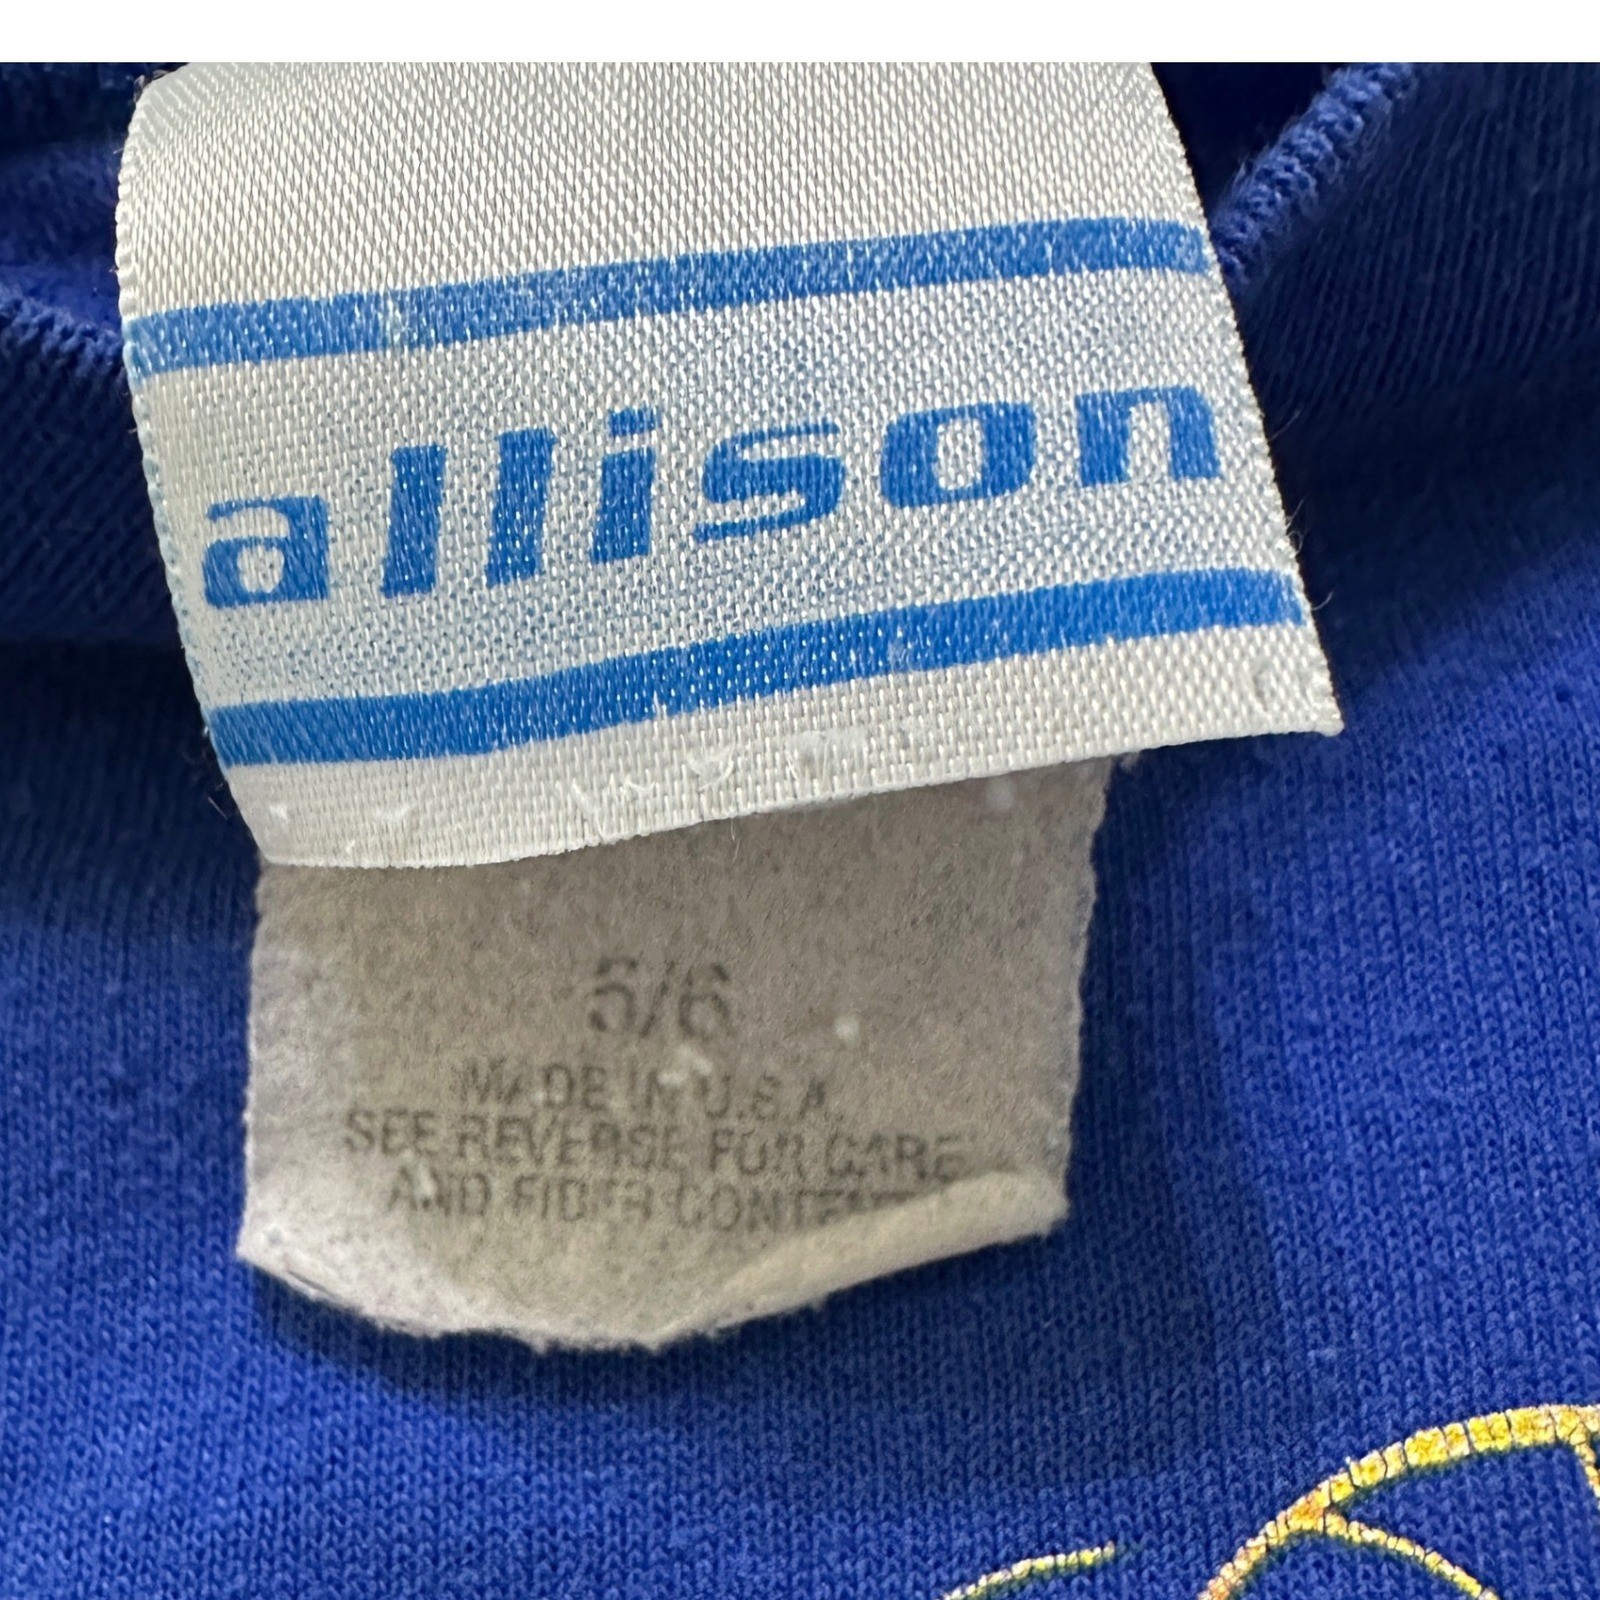 allison
5/6
MADE IN U.S.A.
SEE REVERSE FOR CARE
AND FIBER CONTENT